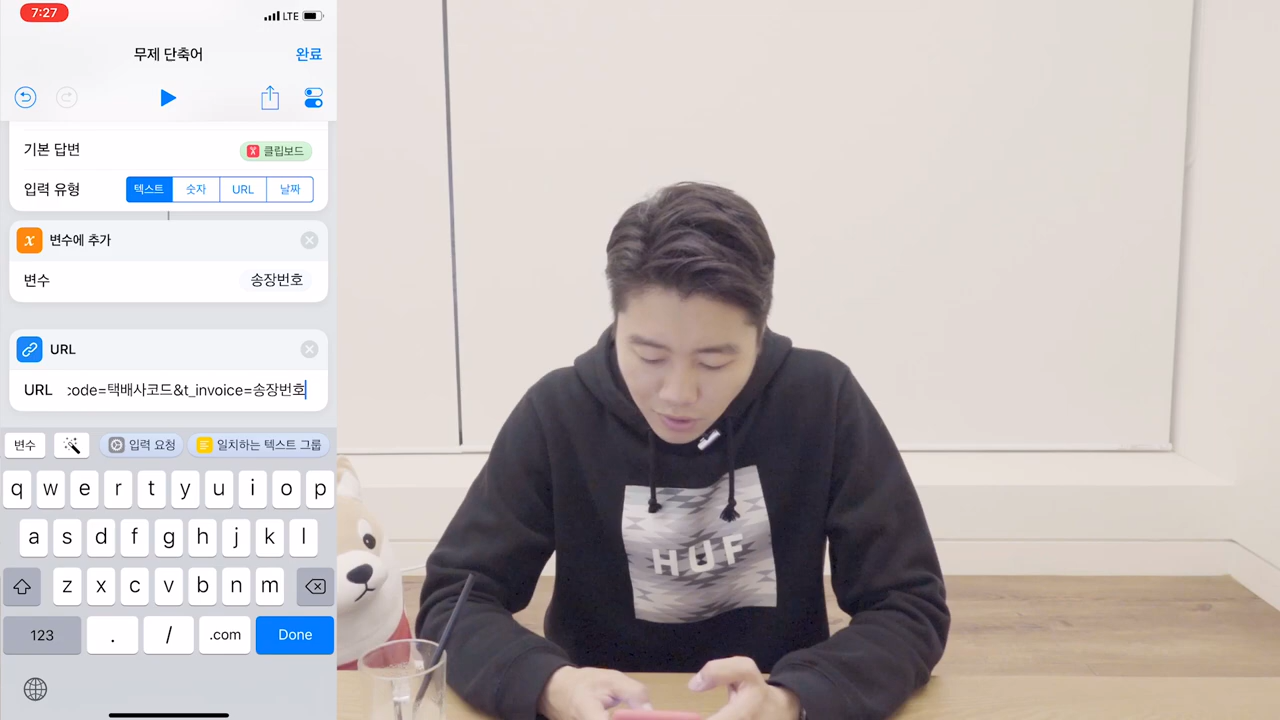 7:27
LTE
무제 단축어
완료
기본 답변
클립보드
입력 유형
텍스트 숫자 URL 날짜
x 변수에 추가
변수
송장번호
URL
URL code=택배사코드&t_invoice=송장번호
변수
입력 요청
일치하는 텍스트 그룹
q w e r t y u i o p
a s d f g h j k l
z x c v b n m
123 . / .com Done
HUF